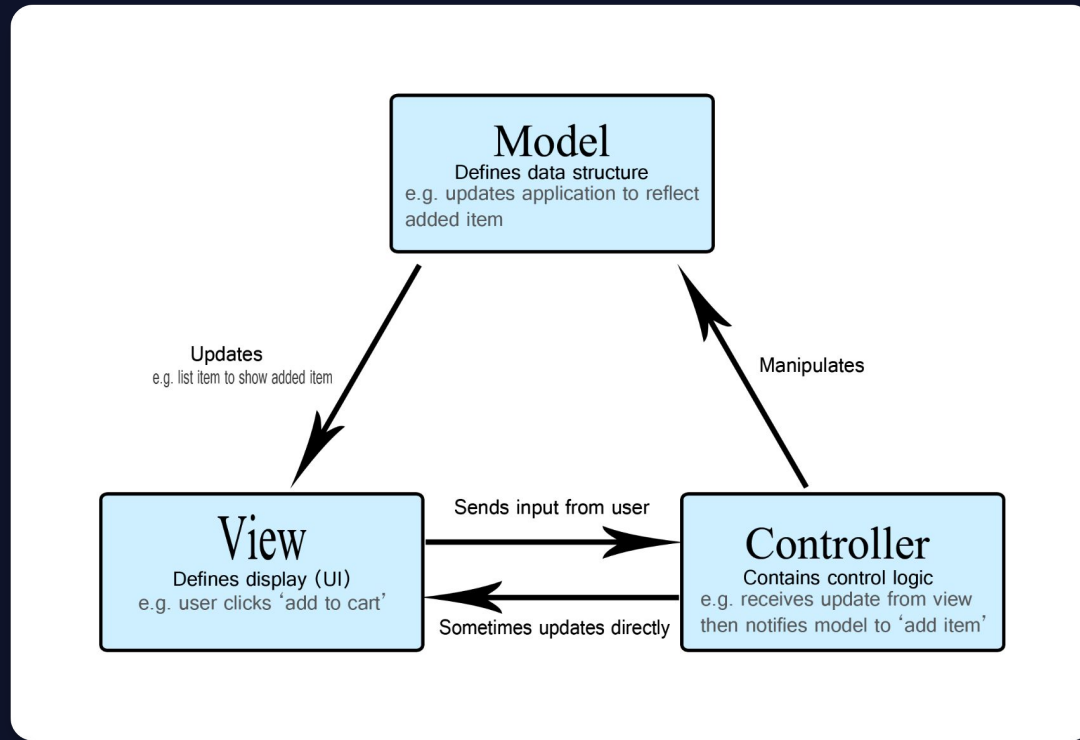 Model
Defines data structure
e.g. updates application to reflect
added item
Updates
e.g. list item to show added item
Manipulates
View
Defines display (UI)
e.g. user clicks ‘add to cart’
Sends input from user
Sometimes updates directly
Controller
Contains control logic
e.g. receives update from view
then notifies model to ‘add item’